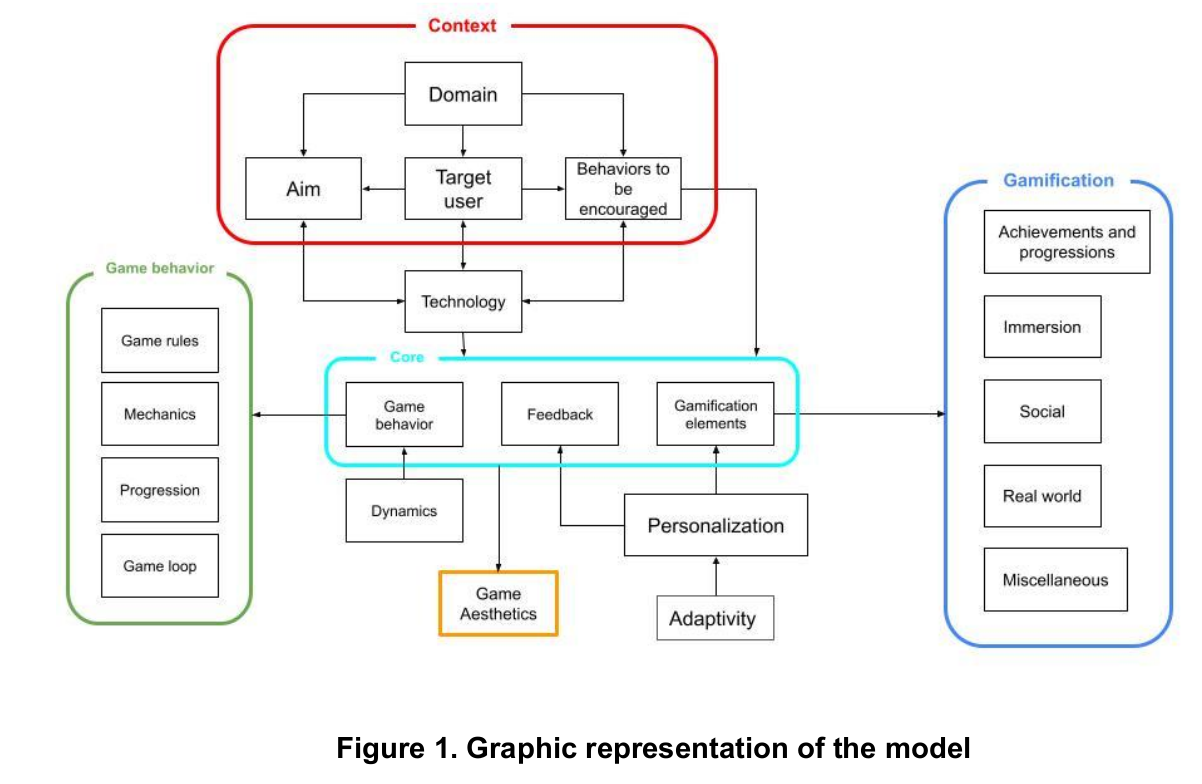 Context
Domain
Aim
Target
user
Behaviors to
be
encouraged
Technology
Game behavior
Game rules
Mechanics
Progression
Game loop
Core
Game
behavior
Feedback
Gamification
elements
Dynamics
Personalization
Game
Aesthetics
Adaptivity
Gamification
Achievements and
progressions
Immersion
Social
Real world
Miscellaneous
Figure 1. Graphic representation of the model